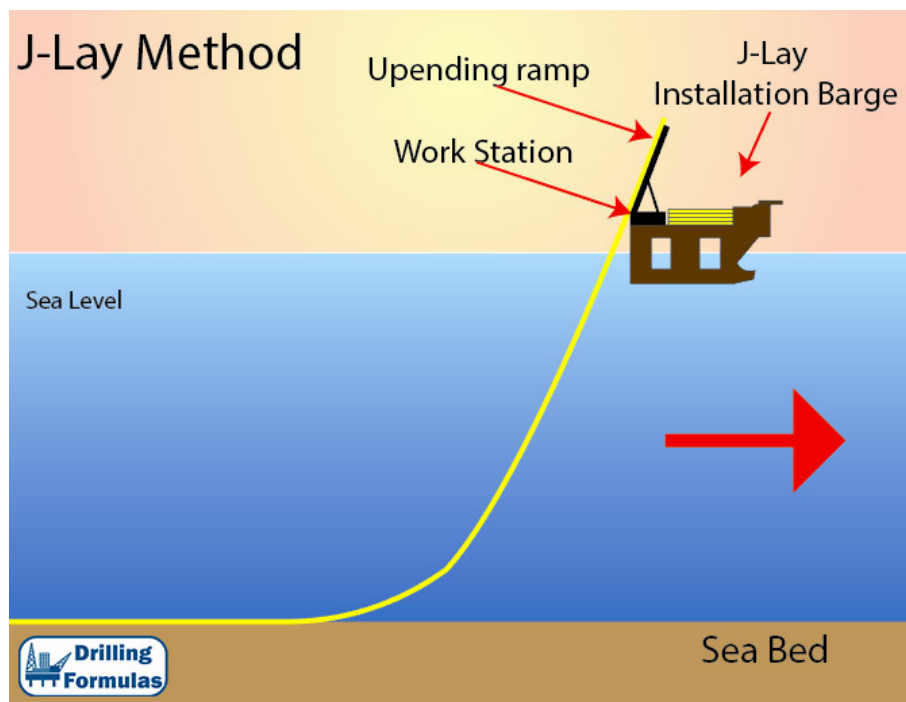 J-Lay Method
Upending ramp
J-Lay
Installation Barge
Work Station
Sea Level
Sea Bed
Drilling
Formulas